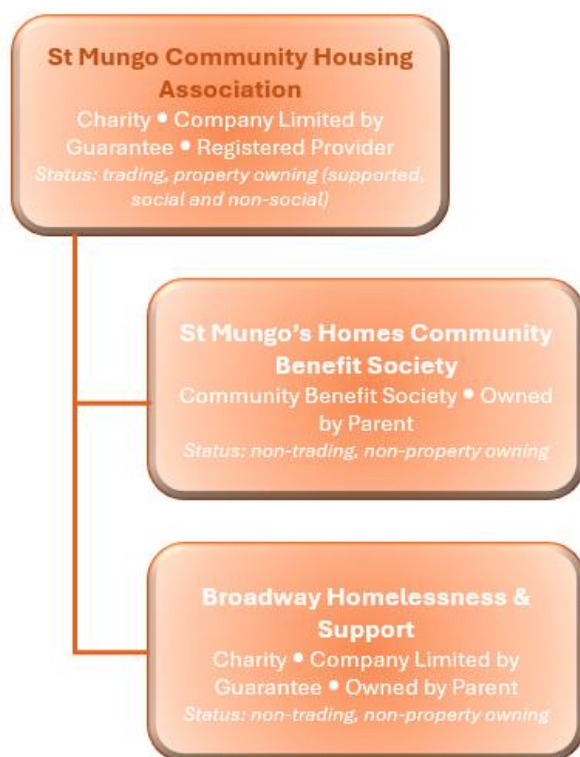 St Mungo Community Housing
Association
Charity • Company Limited by
Guarantee • Registered Provider
Status: trading, property owning (supported,
social and non-social)
St Mungo’s Homes Community
Benefit Society
Community Benefit Society • Owned
by Parent
Status: non-trading, non-property owning
Broadway Homelessness &
Support
Charity • Company Limited by
Guarantee • Owned by Parent
Status: non-trading, non-property owning